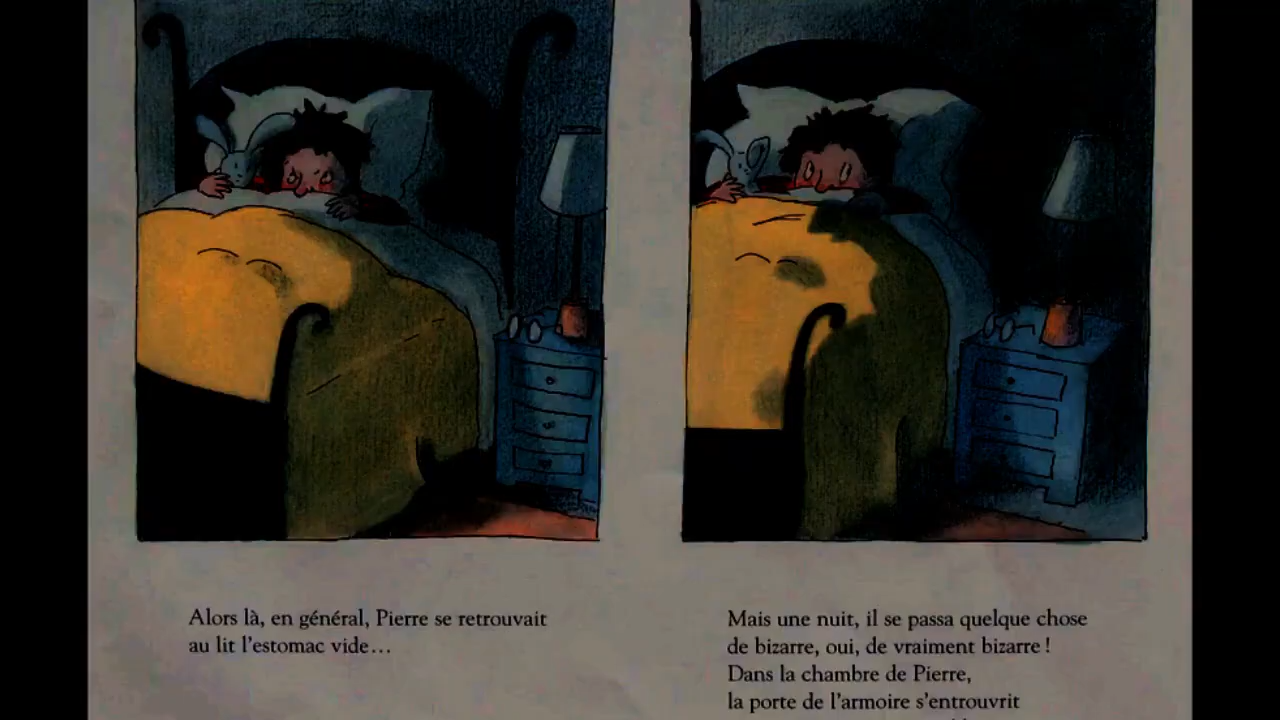 Alors là, en général, Pierre se retrouvait
au lit l'estomac vide…
Mais une nuit, il se passa quelque chose
de bizarre, oui, de vraiment bizarre !
Dans la chambre de Pierre,
la porte de l'armoire s'entrouvrit